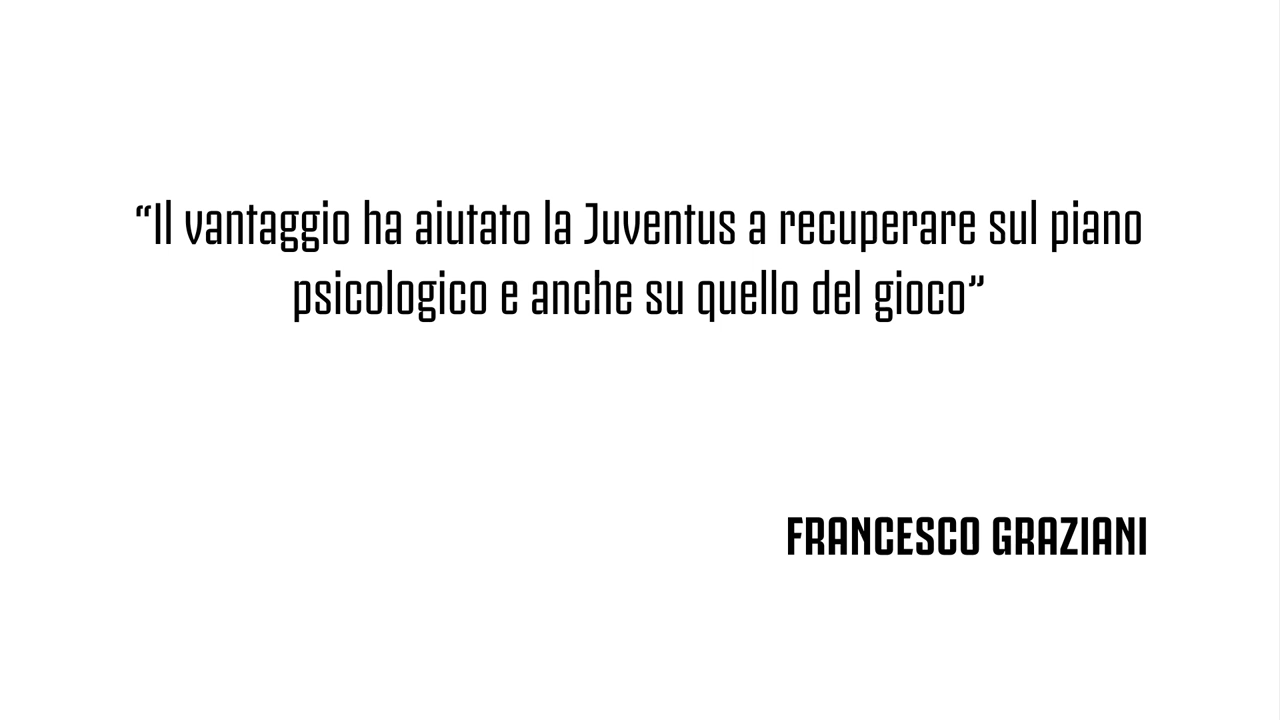 “Il vantaggio ha aiutato la Juventus a recuperare sul piano
psicologico e anche su quello del gioco”
FRANCESCO GRAZIANI